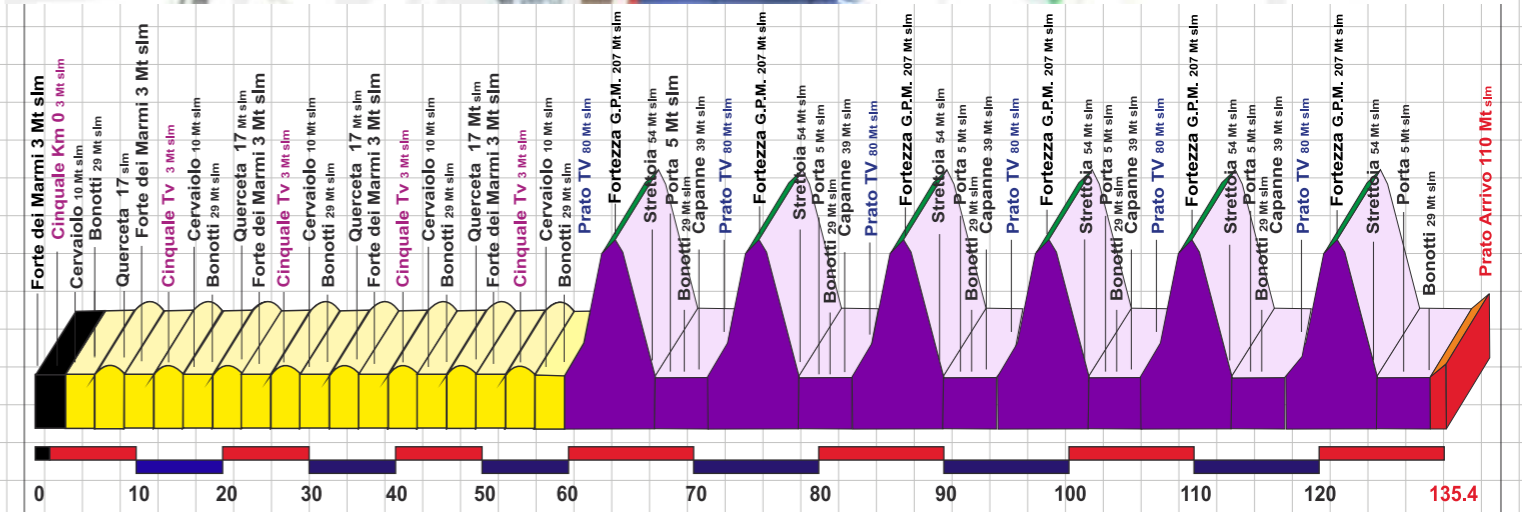 Forte dei Marmi 3 Mt slm
Cinquale Km 0 3 Mt slm
Cervaiolo 10 Mt slm
Bonotti 29 Mt slm
Querceta 17 slm
Forte dei Marmi 3 Mt slm
Cinquale Tv 3 Mt slm
Cervaiolo 10 Mt slm
Bonotti 29 Mt slm
Querceta 17 Mt slm
Forte dei Marmi 3 Mt slm
Cinquale Tv 3 Mt slm
Cervaiolo 10 Mt slm
Bonotti 29 Mt slm
Querceta 17 Mt slm
Forte dei Marmi 3 Mt slm
Cinquale Tv 3 Mt slm
Cervaiolo 10 Mt slm
Bonotti 29 Mt slm
Querceta 17 Mt slm
Forte dei Marmi 3 Mt slm
Cinquale Tv 3 Mt slm
Cervaiolo 10 Mt slm
Bonotti 29 Mt slm
Prato TV 80 Mt slm
Fortezza G.P.M. 207 Mt slm
Strettoia 54 Mt slm
Porta 5 Mt slm
Bonotti 29 Mt slm
Capanne 39 Mt slm
Prato TV 80 Mt slm
Fortezza G.P.M. 207 Mt slm
Strettoia 54 Mt slm
Porta 5 Mt slm
Bonotti 29 Mt slm
Capanne 39 Mt slm
Prato TV 80 Mt slm
Fortezza G.P.M. 207 Mt slm
Strettoia 54 Mt slm
Porta 5 Mt slm
Bonotti 29 Mt slm
Capanne 39 Mt slm
Prato TV 80 Mt slm
Fortezza G.P.M. 207 Mt slm
Strettoia 54 Mt slm
Porta 5 Mt slm
Bonotti 29 Mt slm
Capanne 39 Mt slm
Prato TV 80 Mt slm
Fortezza G.P.M. 207 Mt slm
Strettoia 54 Mt slm
Porta 5 Mt slm
Bonotti 29 Mt slm
Capanne 39 Mt slm
Prato TV 80 Mt slm
Fortezza G.P.M. 207 Mt slm
Strettoia 54 Mt slm
Porta 5 Mt slm
Bonotti 29 Mt slm
Prato Arrivo 110 Mt slm
0 10 20 30 40 50 60 70 80 90 100 110 120 135.4